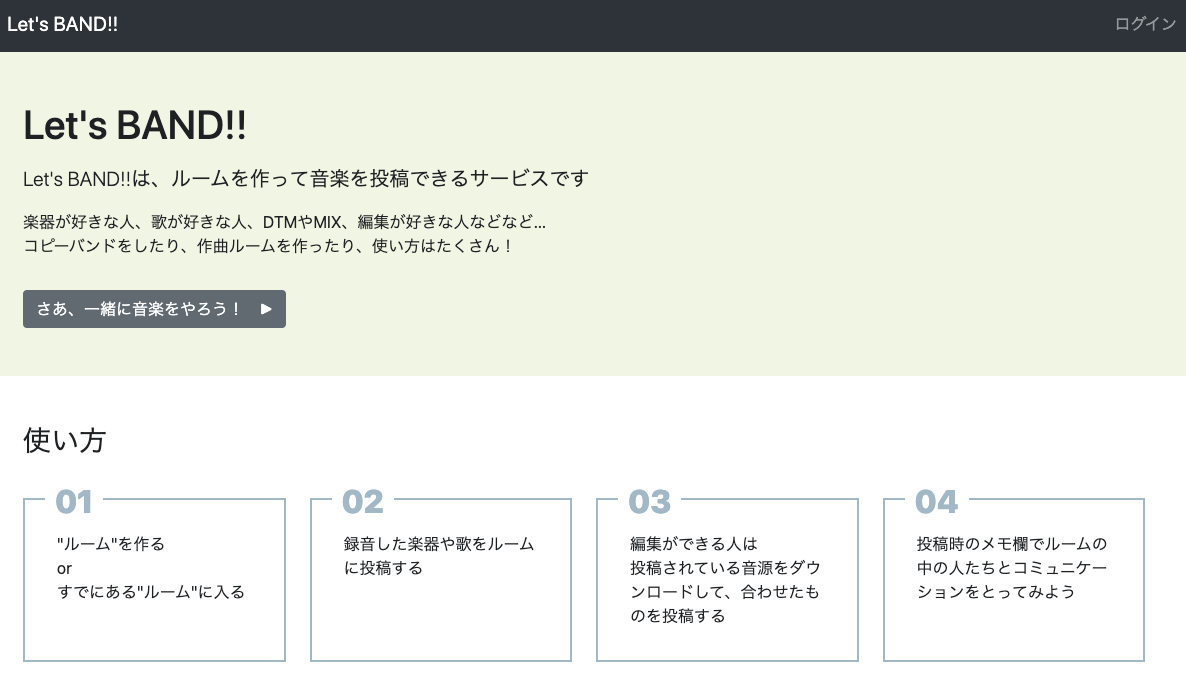 Let's BAND!!
ログイン
Let's BAND!!
Let's BAND!!は、ルームを作って音楽を投稿できるサービスです
楽器が好きな人、歌が好きな人、DTMやMIX、編集が好きな人などなど...
コピーバンドをしたり、作曲ルームを作ったり、使い方はたくさん！
さあ、一緒に音楽をやろう！
使い方
01
"ルーム"を作る
or
すでにある"ルーム"に入る
02
録音した楽器や歌をルーム
に投稿する
03
編集ができる人は
投稿されている音源をダウ
ンロードして、合わせたも
のを投稿する
04
投稿時のメモ欄でルームの
中の人たちとコミュニケー
ションをとってみよう